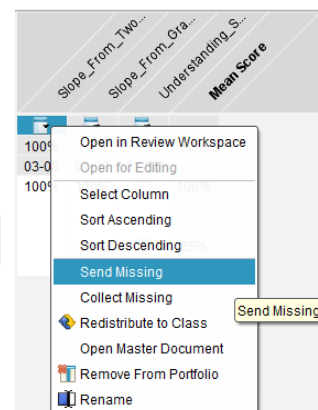 Slope_From_Two...
Slope_From_Gra...
Understanding_S...
Mean Score
100%
03-0
100%
100%
Open in Review Workspace
Open for Editing
Select Column
Sort Ascending
Sort Descending
Send Missing
Collect Missing
Send Missing
Redistribute to Class
Open Master Document
Remove From Portfolio
Rename